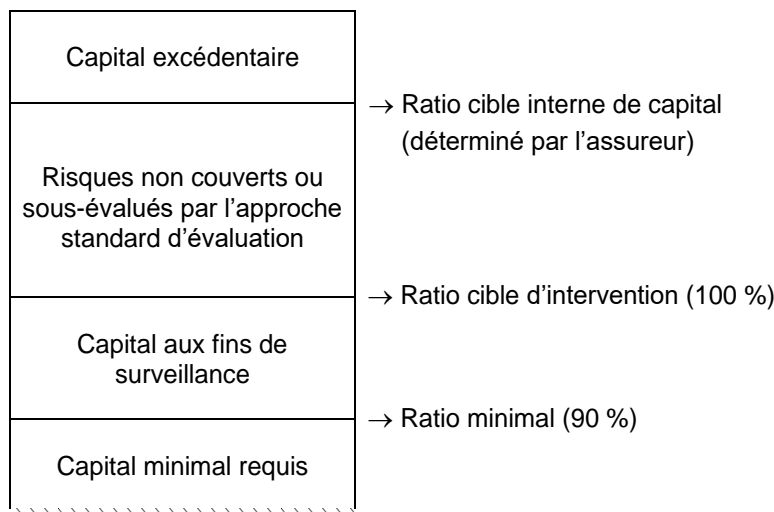 Capital excédentaire
→ Ratio cible interne de capital
(déterminé par l’assureur)
Risques non couverts ou
sous-évalués par l’approche
standard d’évaluation
→ Ratio cible d’intervention (100 %)
Capital aux fins de
surveillance
→ Ratio minimal (90 %)
Capital minimal requis